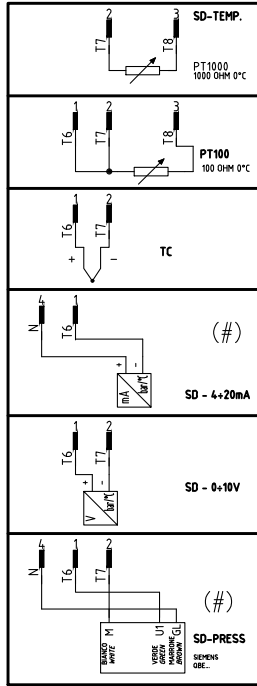 2 3 SD-TEMP.
T7 T8
PT1000
1000 OHM 0°C
1 2 3
T6 T7 T8
PT100
100 OHM 0°C
1 2
T6 T7
+ -
TC
4 1
N T6
(#)
+ -
mA bar/°C
SD - 4÷20mA
1 2
T6 T7
+ -
V bar/°C
SD - 0÷10V
4 1 2
N T6 T7
(#)
BIANCO WHITE M
VERDE GREEN U1
MARRONE BROWN GL
SD-PRESS
SIEMENS
QBE...